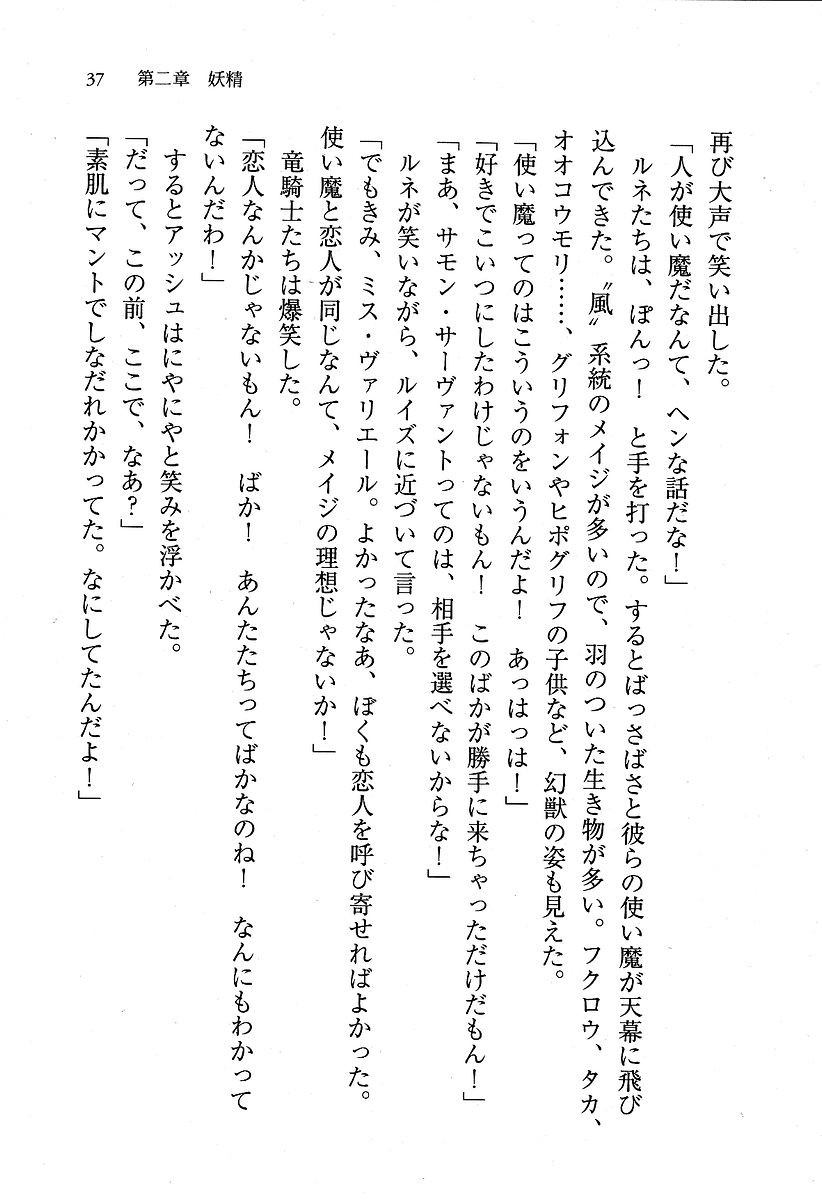 37　第二章　妖精
再び大声で笑い出した。
「人が使い魔だなんて、ヘンな話だな！」
　ルネたちは、ぽんっ！　と手を打った。するとばっさばさと彼らの使い魔が天幕に飛び
込んできた。〝風〟系統のメイジが多いので、羽のついた生き物が多い。フクロウ、タカ、
オオコウモリ……、グリフォンやヒポグリフの子供など、幻獣の姿も見えた。
「使い魔ってのはこういうのをいうんだよ！　あっはっは！」
「好きでこいつにしたわけじゃないもん！　このばかが勝手に来ちゃっただけだもん！」
「まあ、サモン・サーヴァントってのは、相手を選べないからな！」
　ルネが笑いながら、ルイズに近づいて言った。
「でもきみ、ミス・ヴァリエール。よかったなあ、ぼくも恋人を呼び寄せればよかった。
使い魔と恋人が同じなんて、メイジの理想じゃないか！」
　竜騎士たちは爆笑した。
「恋人なんかじゃないもん！　ばか！　あんたたちってばかなのね！　なんにもわかって
ないんだわ！」
　するとアッシュはにやにやと笑みを浮かべた。
「だって、この前、ここで、なあ？」
「素肌にマントでしなだれかかってた。なにしてたんだよ！」